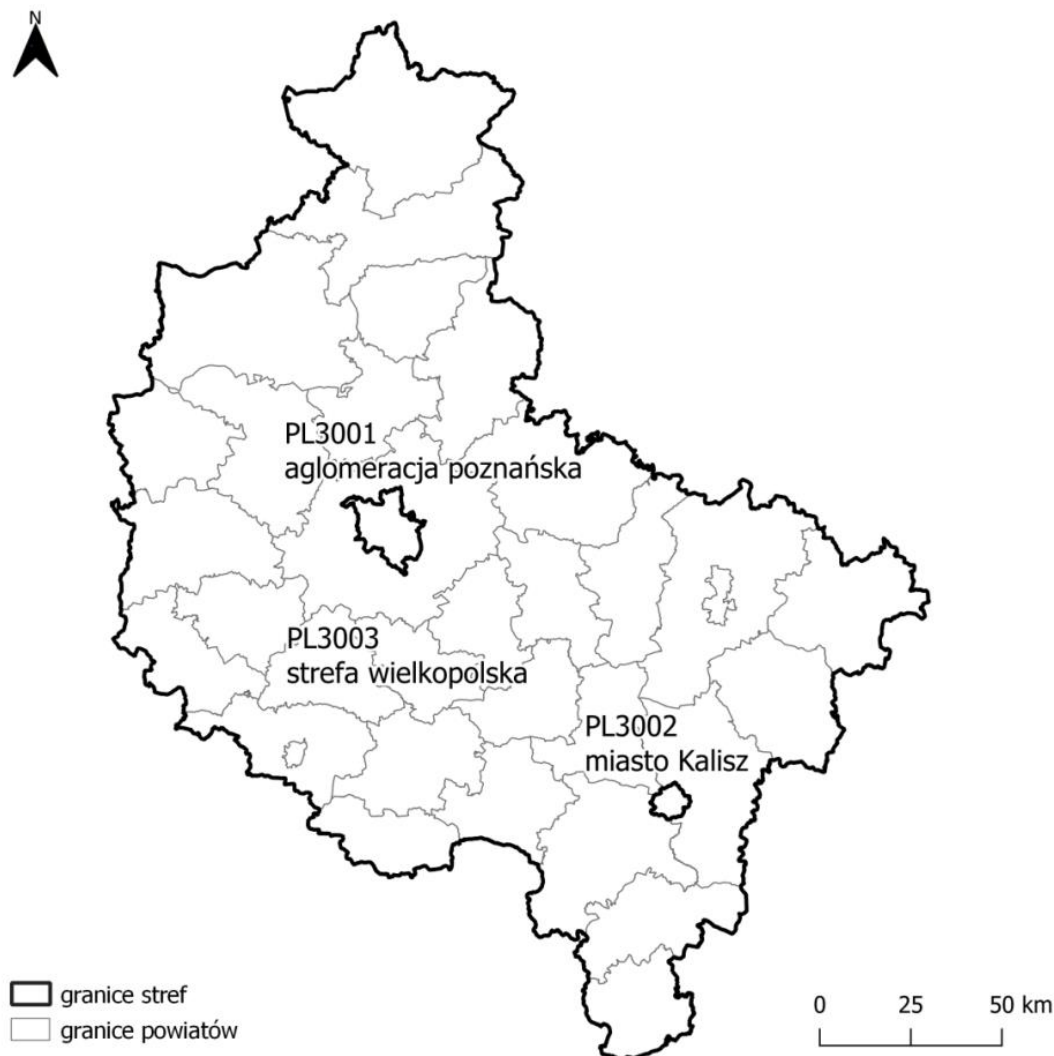 N
PL3001
aglomeracja poznańska
PL3003
strefa wielkopolska
PL3002
miasto Kalisz
granice stref
granice powiatów
0 25 50 km